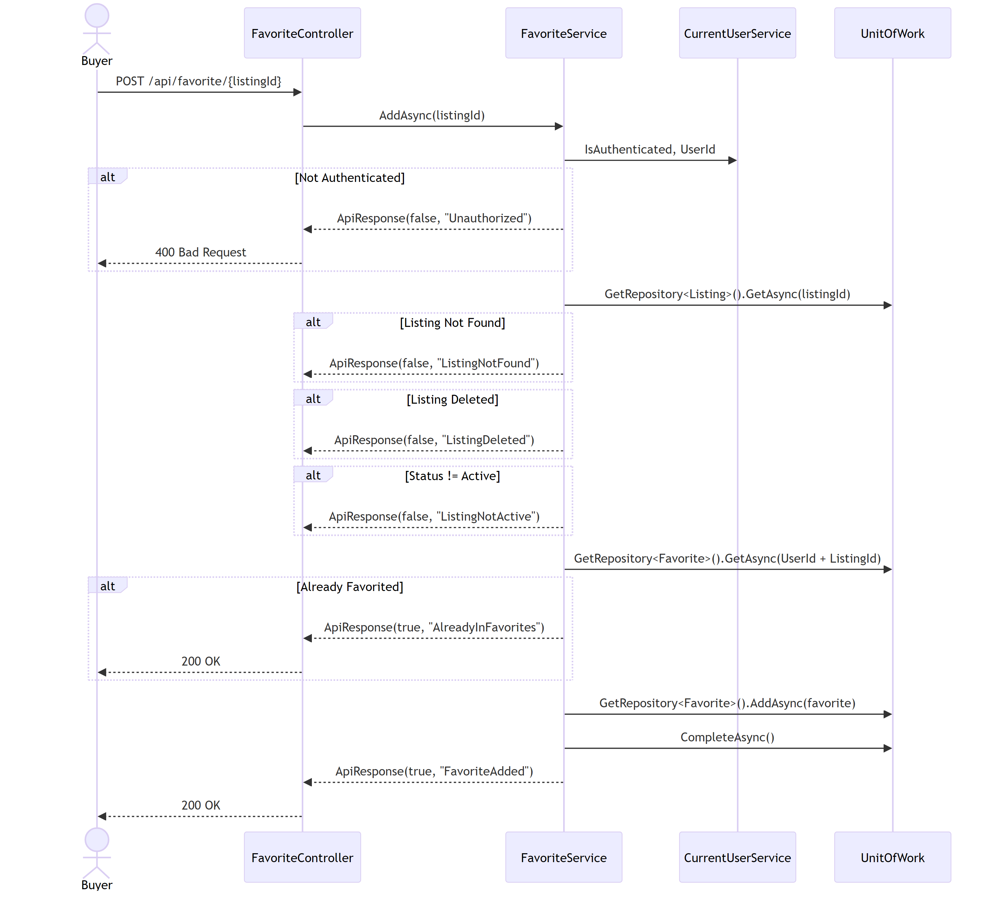 Buyer
FavoriteController
FavoriteService
CurrentUserService
UnitOfWork
POST /api/favorite/{listingId}
AddAsync(listingId)
IsAuthenticated, UserId
alt
[Not Authenticated]
ApiResponse(false, "Unauthorized")
400 Bad Request
GetRepository<Listing>().GetAsync(listingId)
alt
[Listing Not Found]
ApiResponse(false, "ListingNotFound")
alt
[Listing Deleted]
ApiResponse(false, "ListingDeleted")
alt
[Status != Active]
ApiResponse(false, "ListingNotActive")
GetRepository<Favorite>().GetAsync(UserId + ListingId)
alt
[Already Favorited]
ApiResponse(true, "AlreadyInFavorites")
200 OK
GetRepository<Favorite>().AddAsync(favorite)
CompleteAsync()
ApiResponse(true, "FavoriteAdded")
200 OK
Buyer
FavoriteController
FavoriteService
CurrentUserService
UnitOfWork